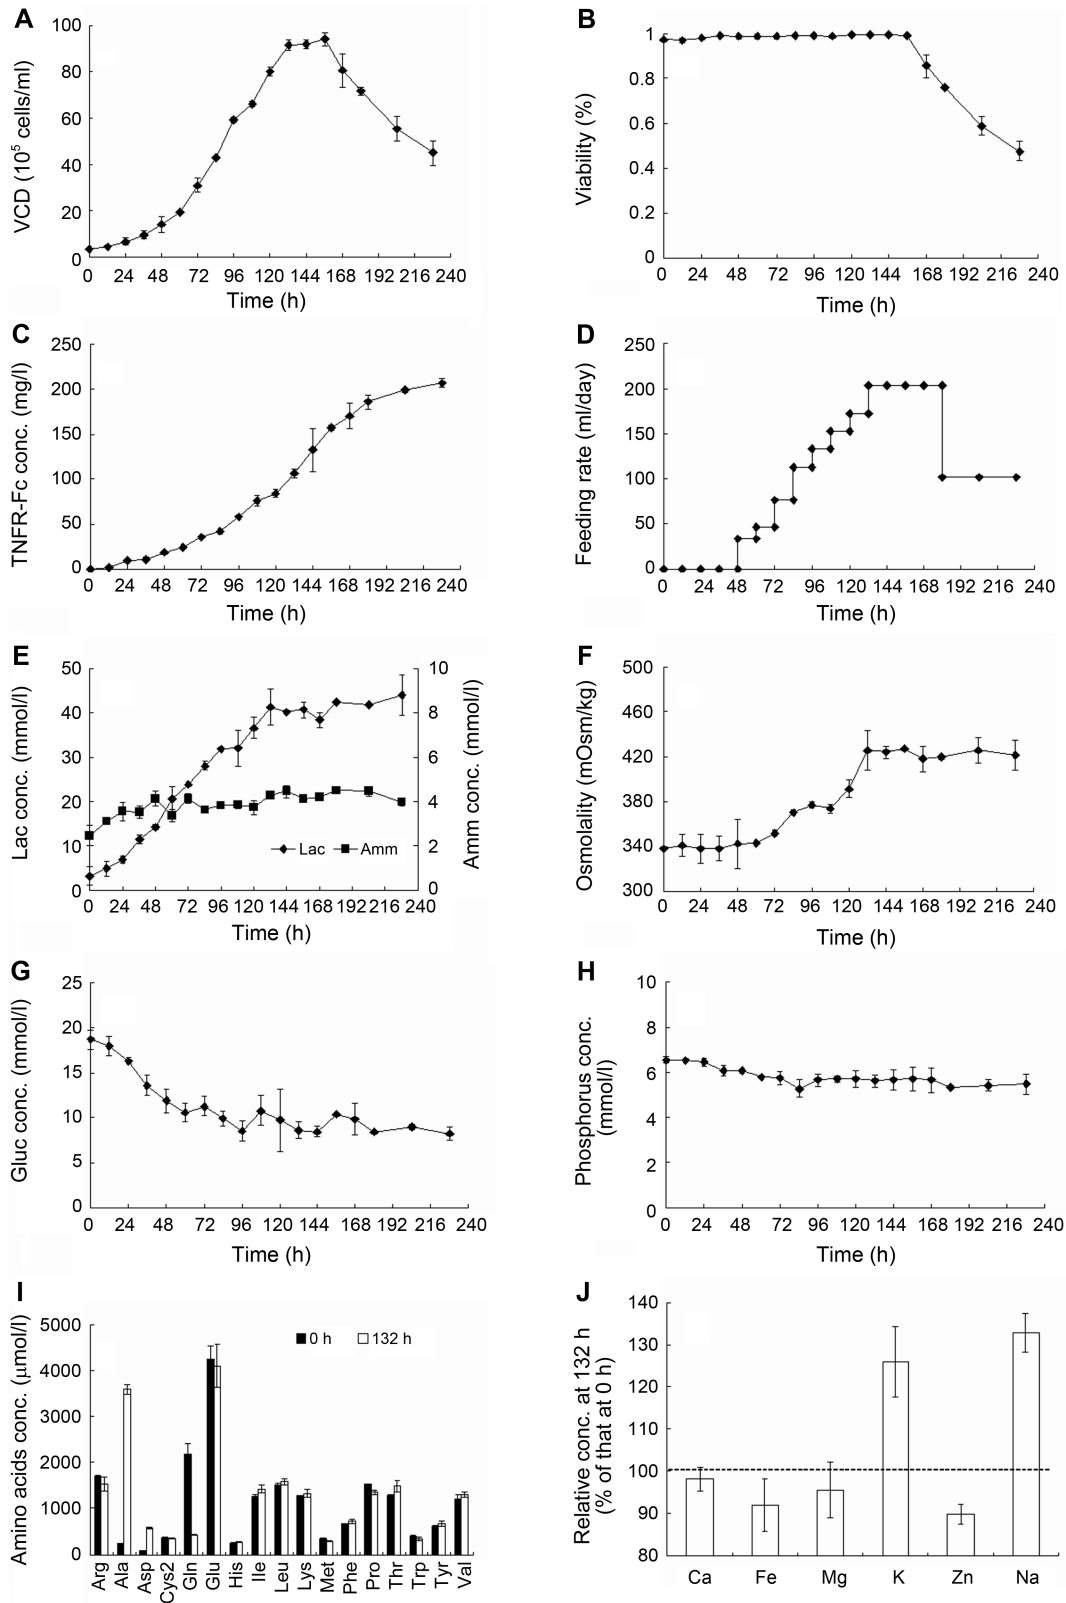 A
VCD (10⁵ cells/ml)
100
80
60
40
20
0
0 24 48 72 96 120 144 168 192 216 240
Time (h)
B
Viability (%)
1
0.8
0.6
0.4
0.2
0
0 24 48 72 96 120 144 168 192 216 240
Time (h)
C
TNFR-Fc conc. (mg/l)
250
200
150
100
50
0
0 24 48 72 96 120 144 168 192 216 240
Time (h)
D
Feeding rate (ml/day)
250
200
150
100
50
0
0 24 48 72 96 120 144 168 192 216 240
Time (h)
E
Lac conc. (mmol/l)
50
40
30
20
10
0
10
8
6
4
2
0
Amm conc. (mmol/l)
Lac Amm
0 24 48 72 96 120 144 168 192 216 240
Time (h)
F
Osmolality (mOsm/kg)
500
460
420
380
340
300
0 24 48 72 96 120 144 168 192 216 240
Time (h)
G
Gluc conc. (mmol/l)
25
20
15
10
5
0
0 24 48 72 96 120 144 168 192 216 240
Time (h)
H
Phosphorus conc.
(mmol/l)
10
8
6
4
2
0
0 24 48 72 96 120 144 168 192 216 240
Time (h)
I
Amino acids conc. (μmol/l)
5000
4000
3000
2000
1000
0
0 h 132 h
Arg Ala Asp Cys2 Gln Glu His Ile Leu Lys Met Phe Pro Thr Trp Tyr Val
J
Relative conc. at 132 h
(% of that at 0 h)
140
130
120
110
100
90
80
Ca Fe Mg K Zn Na